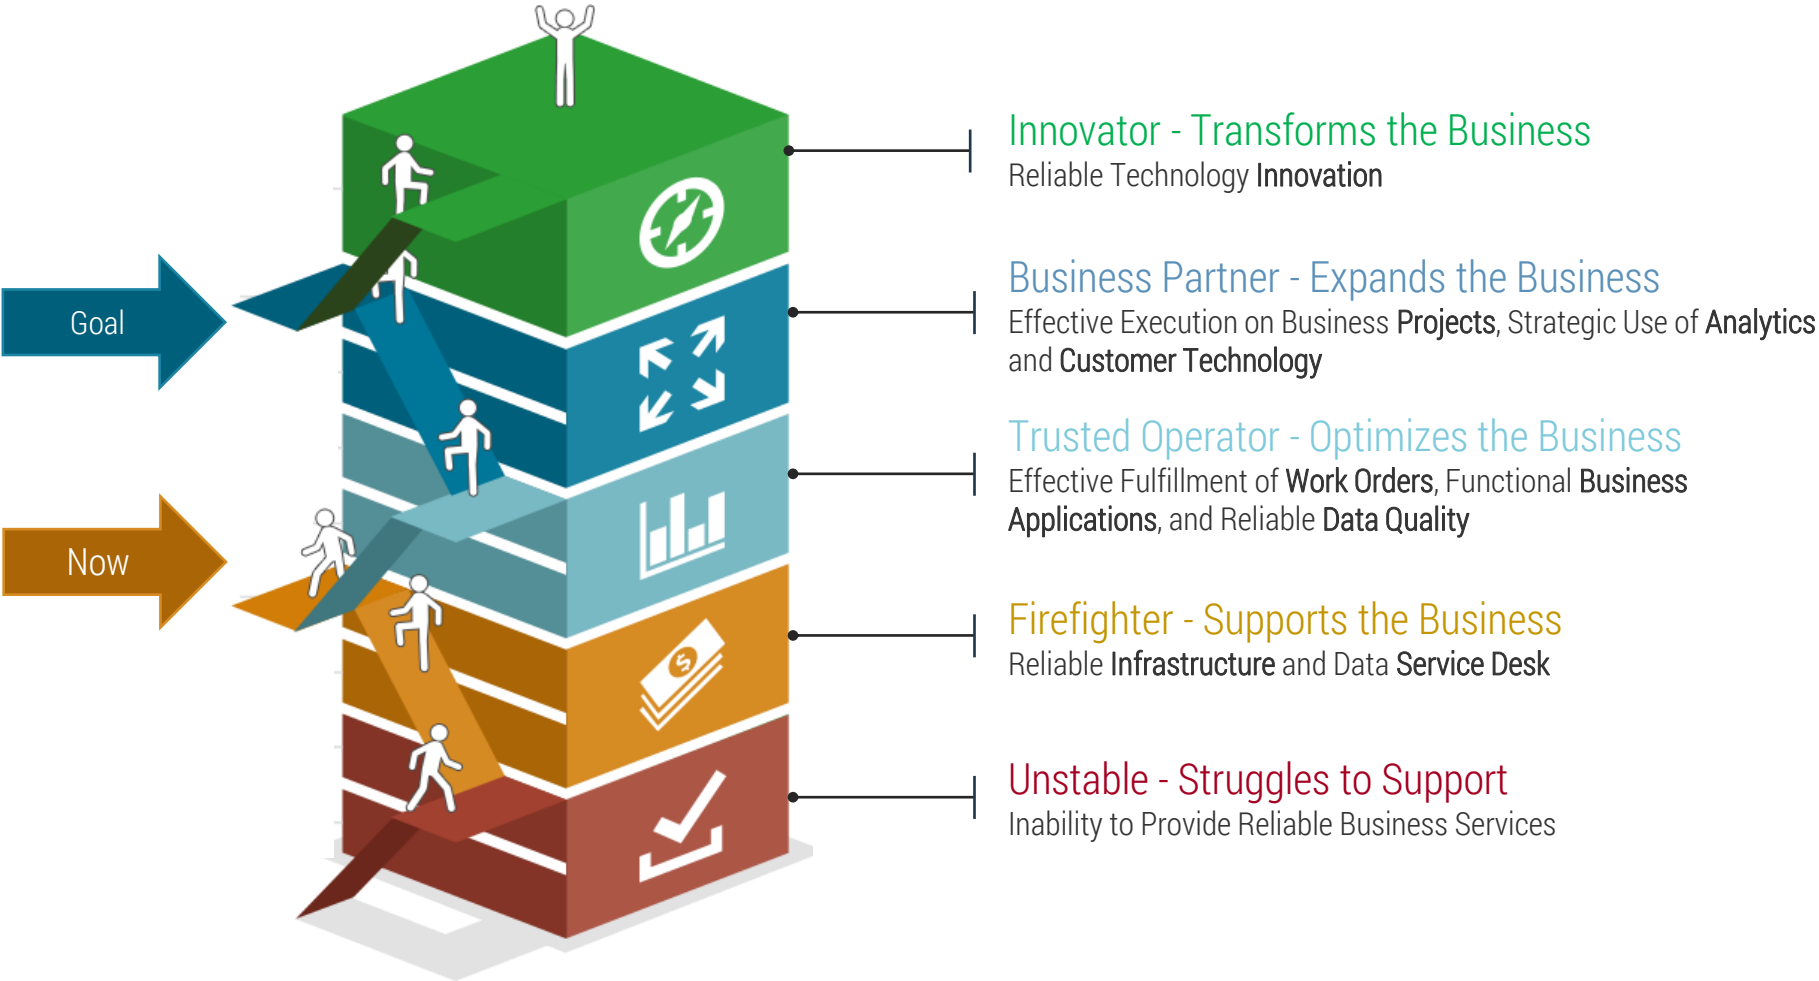 Innovator - Transforms the Business
Reliable Technology Innovation
Goal
Business Partner - Expands the Business
Effective Execution on Business Projects, Strategic Use of Analytics
and Customer Technology
Trusted Operator - Optimizes the Business
Effective Fulfillment of Work Orders, Functional Business
Applications, and Reliable Data Quality
Now
Firefighter - Supports the Business
Reliable Infrastructure and Data Service Desk
$
Unstable - Struggles to Support
Inability to Provide Reliable Business Services